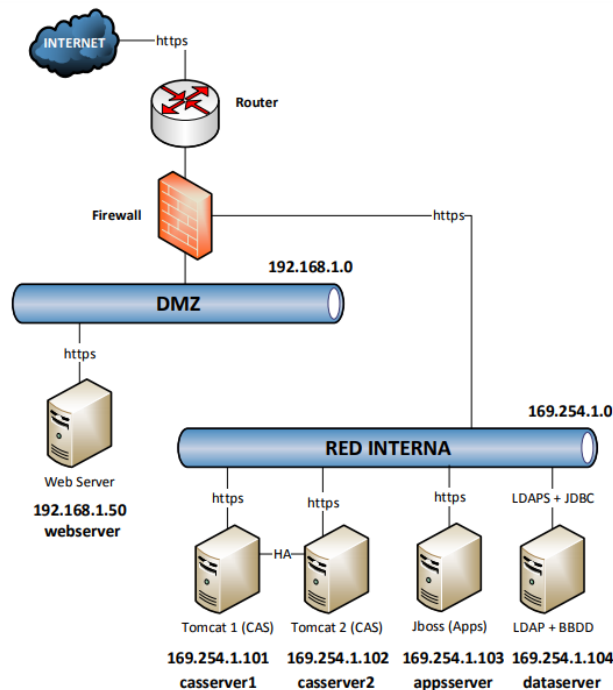 INTERNET
https
Router
Firewall
https
192.168.1.0
DMZ
https
Web Server
192.168.1.50
webserver
169.254.1.0
RED INTERNA
https
https
https
LDAPS + JDBC
HA
Tomcat 1 (CAS)
Tomcat 2 (CAS)
Jboss (Apps)
LDAP + BBDD
169.254.1.101
169.254.1.102
169.254.1.103
169.254.1.104
casserver1
casserver2
appsserver
dataserver